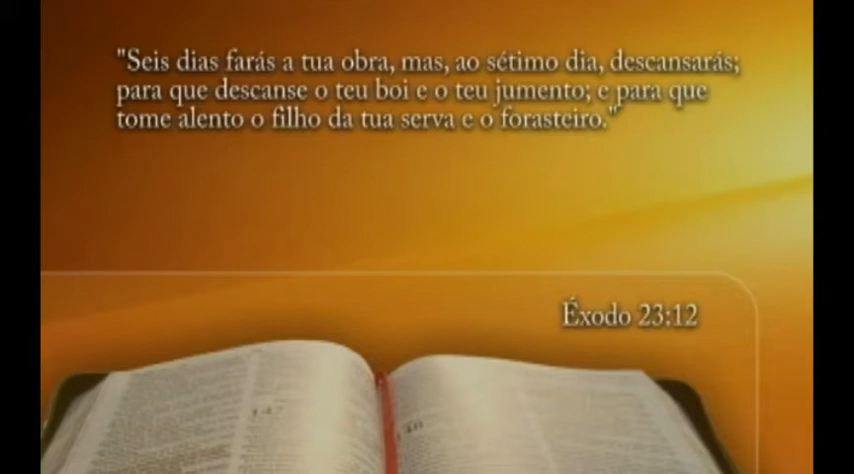 "Seis dias farás a tua obra, mas, ao sétimo dia, descansarás;
para que descanse o teu boi e o teu jumento; e para que
tome alento o filho da tua serva e o forasteiro."
Éxodo 23:12